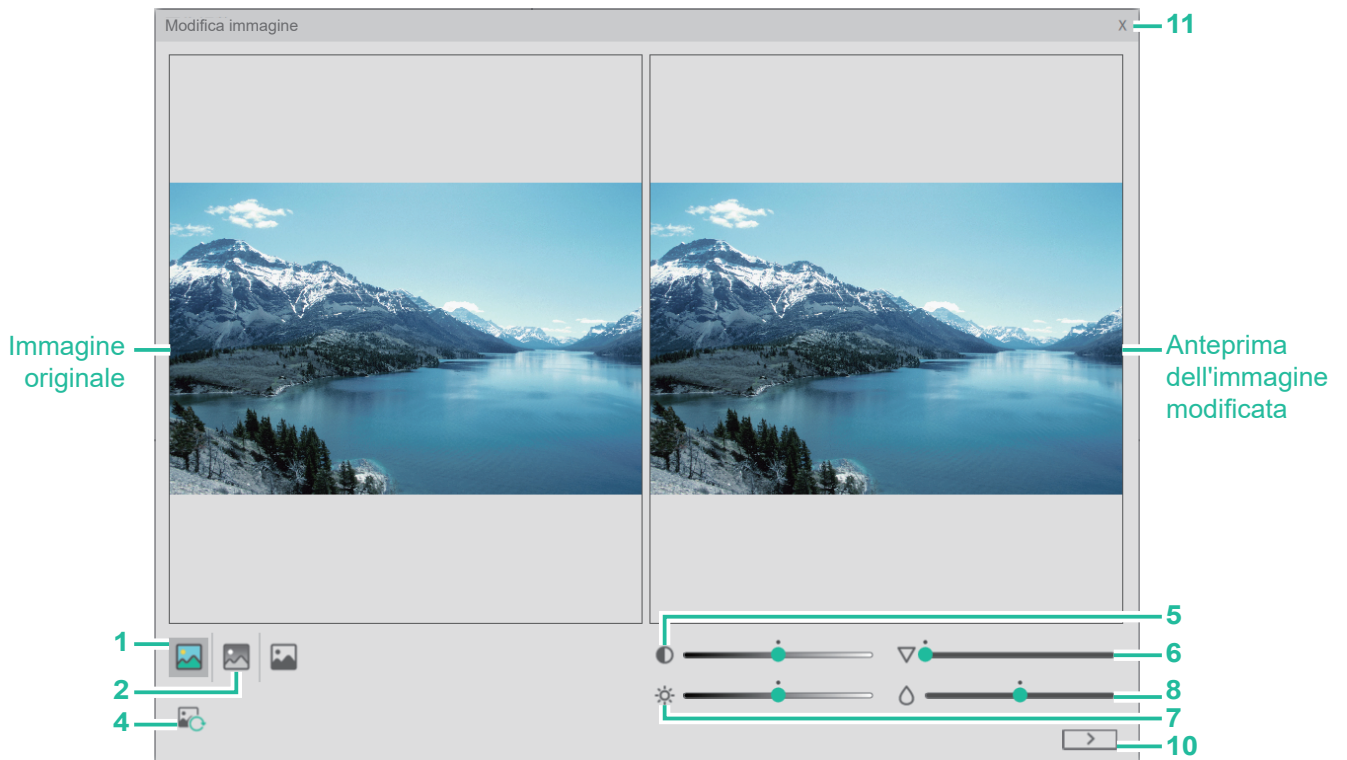 Modifica immagine
X
11
Immagine
originale
Anteprima
dell'immagine
modificata
1
2
4
5
6
8
7
10